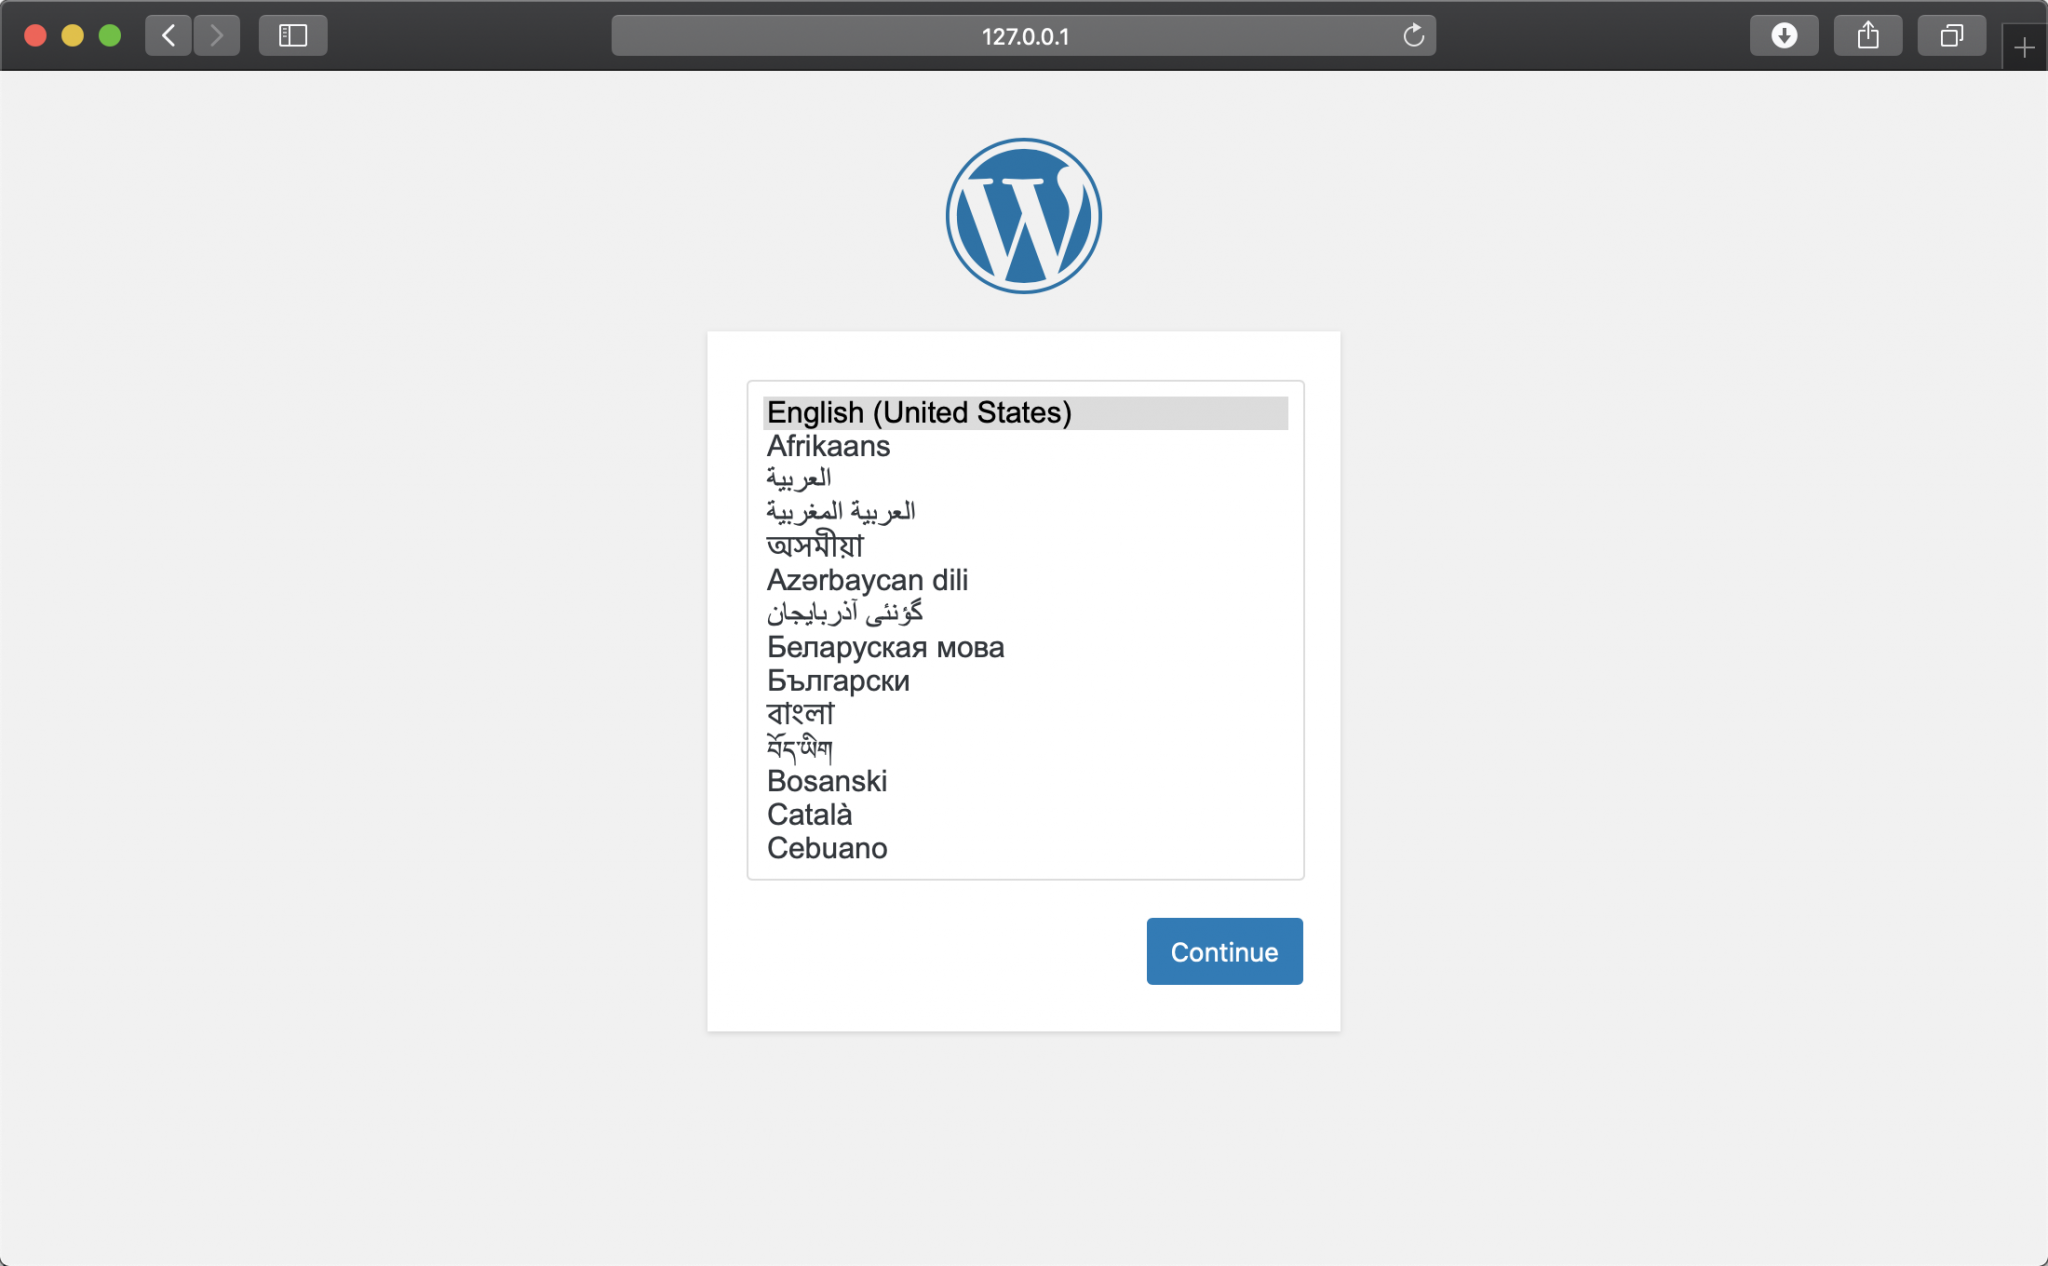 127.0.0.1
English (United States)
Afrikaans
العربية
العربية المغربية
অসমীয়া
Azərbaycan dili
گؤنئی آذربایجان
Беларуская мова
Български
বাংলা
བོད་ཡིག
Bosanski
Català
Cebuano
Continue